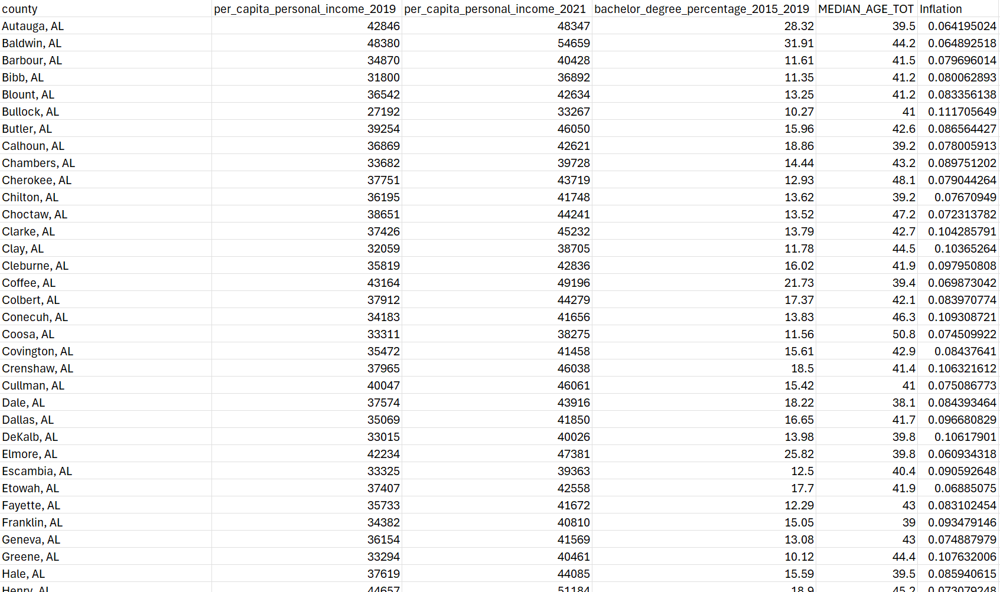 county per_capita_personal_income_2019 per_capita_personal_income_2021 bachelor_degree_percentage_2015_2019 MEDIAN_AGE_TOT Inflation
Autauga, AL 42846 48347 28.32 39.5 0.064195024
Baldwin, AL 48380 54659 31.91 44.2 0.064892518
Barbour, AL 34870 40428 11.61 41.5 0.079696014
Bibb, AL 31800 36892 11.35 41.2 0.080062893
Blount, AL 36542 42634 13.25 41.2 0.083356138
Bullock, AL 27192 33267 10.27 41 0.111705649
Butler, AL 39254 46050 15.96 42.6 0.086564427
Calhoun, AL 36869 42621 18.86 39.2 0.078005913
Chambers, AL 33682 39728 14.44 43.2 0.089751202
Cherokee, AL 37751 43719 12.93 48.1 0.079044264
Chilton, AL 36195 41748 13.62 39.2 0.07670949
Choctaw, AL 38651 44241 13.52 47.2 0.072313782
Clarke, AL 37426 45232 13.79 42.7 0.104285791
Clay, AL 32059 38705 11.78 44.5 0.10365264
Cleburne, AL 35819 42836 16.02 41.9 0.097950808
Coffee, AL 43164 49196 21.73 39.4 0.069873042
Colbert, AL 37912 44279 17.37 42.1 0.083970774
Conecuh, AL 34183 41656 13.83 46.3 0.109308721
Coosa, AL 33311 38275 11.56 50.8 0.074509922
Covington, AL 35472 41458 15.61 42.9 0.08437641
Crenshaw, AL 37965 46038 18.5 41.4 0.106321612
Cullman, AL 40047 46061 15.42 41 0.075086773
Dale, AL 37574 43916 18.22 38.1 0.084393464
Dallas, AL 35069 41850 16.65 41.7 0.096680829
DeKalb, AL 33015 40026 13.98 39.8 0.10617901
Elmore, AL 42234 47381 25.82 39.8 0.060934318
Escambia, AL 33325 39363 12.5 40.4 0.090592648
Etowah, AL 37407 42558 17.7 41.9 0.06885075
Fayette, AL 35733 41672 12.29 43 0.083102454
Franklin, AL 34382 40810 15.05 39 0.093479146
Geneva, AL 36154 41569 13.08 43 0.074887979
Greene, AL 33294 40461 10.12 44.4 0.107632006
Hale, AL 37619 44085 15.59 39.5 0.085940615
Henry, AL 44657 51184 18.9 45.2 0.073079248